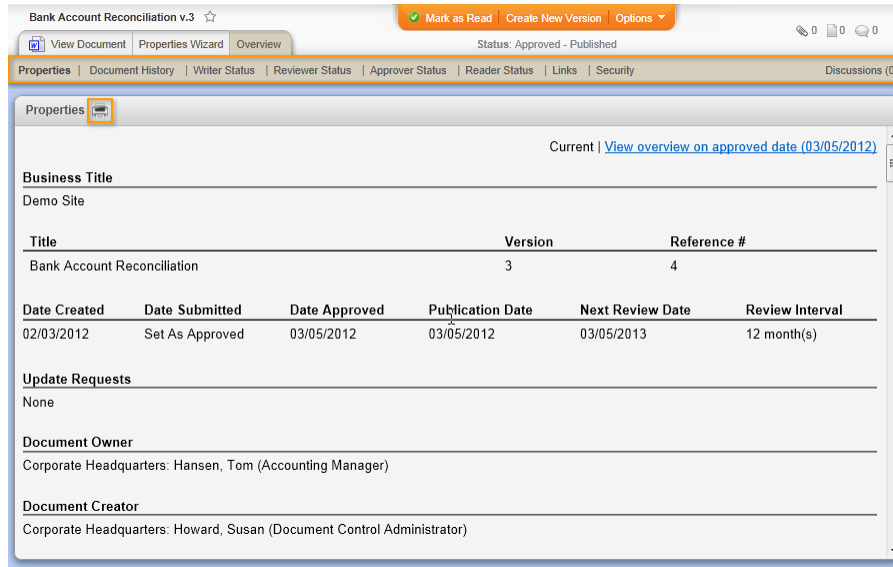 Bank Account Reconciliation v.3
Mark as Read | Create New Version | Options
0 0 0
View Document Properties Wizard Overview
Status: Approved - Published
Properties | Document History | Writer Status | Reviewer Status | Approver Status | Reader Status | Links | Security Discussions (0
Properties
Current | View overview on approved date (03/05/2012)
Business Title
Demo Site
Title Version Reference #
Bank Account Reconciliation 3 4
Date Created Date Submitted Date Approved Publication Date Next Review Date Review Interval
02/03/2012 Set As Approved 03/05/2012 03/05/2012 03/05/2013 12 month(s)
Update Requests
None
Document Owner
Corporate Headquarters: Hansen, Tom (Accounting Manager)
Document Creator
Corporate Headquarters: Howard, Susan (Document Control Administrator)